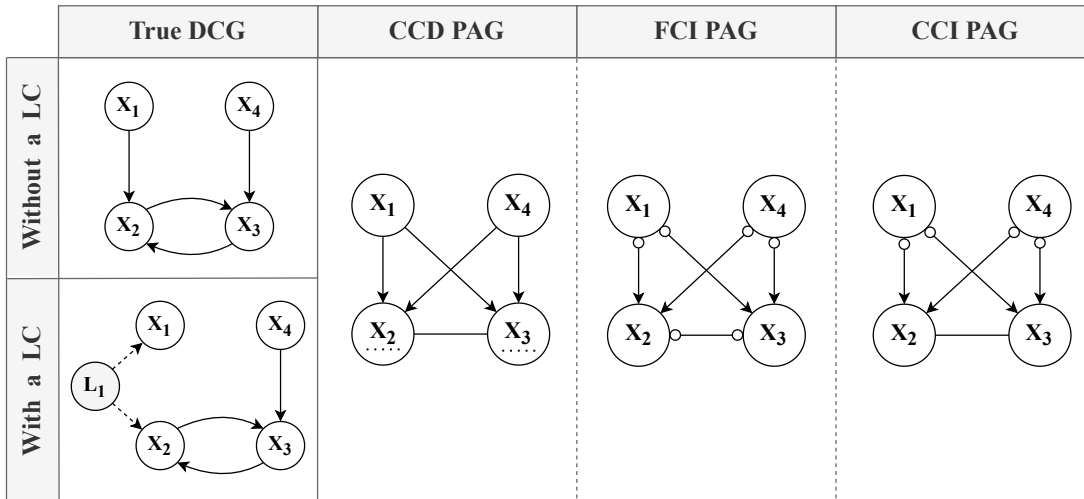 True DCG
CCD PAG
FCI PAG
CCI PAG
Without a LC
X1
X4
X2
X3
With a LC
X1
X4
L1
X2
X3
X1
X4
X2
X3
X1
X4
X2
X3
X1
X4
X2
X3